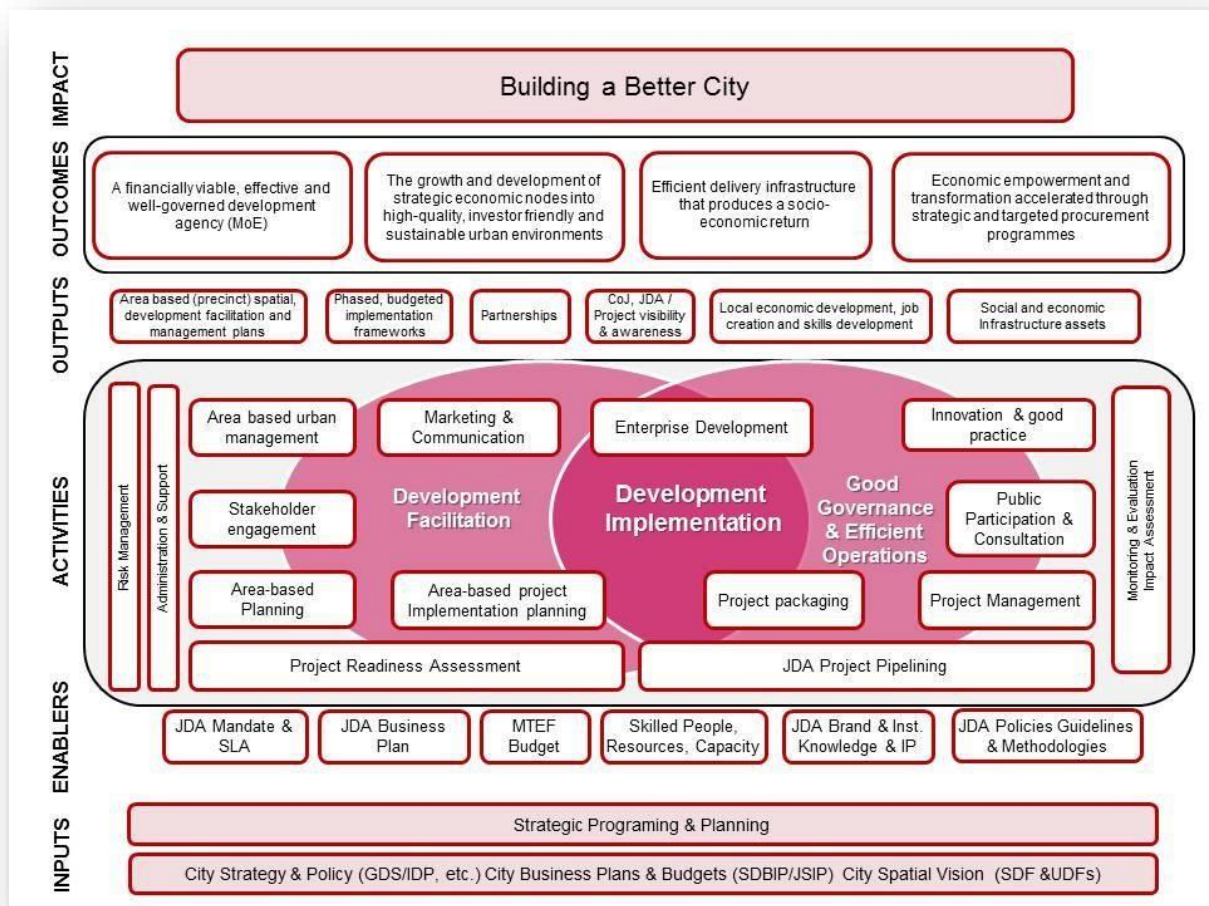 IMPACT
Building a Better City
OUTCOMES
A financially viable, effective and
well-governed development
agency (MoE)
The growth and development of
strategic economic nodes into
high-quality, investor friendly and
sustainable urban environments
Efficient delivery infrastructure
that produces a socio-
economic return
Economic empowerment and
transformation accelerated through
strategic and targeted procurement
programmes
OUTPUTS
Area based (precinct) spatial,
development facilitation and
management plans
Phased, budgeted
implementation
frameworks
Partnerships
CoJ, JDA /
Project visibility
& awareness
Local economic development, job
creation and skills development
Social and economic
Infrastructure assets
ACTIVITIES
Risk Management
Administration & Support
Area based urban
management
Marketing &
Communication
Enterprise Development
Innovation & good
practice
Stakeholder
engagement
Development
Facilitation
Development
Implementation
Good
Governance
& Efficient
Operations
Public
Participation &
Consultation
Area-based
Planning
Area-based project
Implementation planning
Project packaging
Project Management
Project Readiness Assessment
JDA Project Pipelining
Monitoring & Evaluation
Impact Assessment
ENABLERS
JDA Mandate &
SLA
JDA Business
Plan
MTEF
Budget
Skilled People,
Resources, Capacity
JDA Brand & Inst.
Knowledge & IP
JDA Policies Guidelines
& Methodologies
INPUTS
Strategic Programing & Planning
City Strategy & Policy (GDS/IDP, etc.) City Business Plans & Budgets (SDBIP/JSIP) City Spatial Vision (SDF &UDFs)